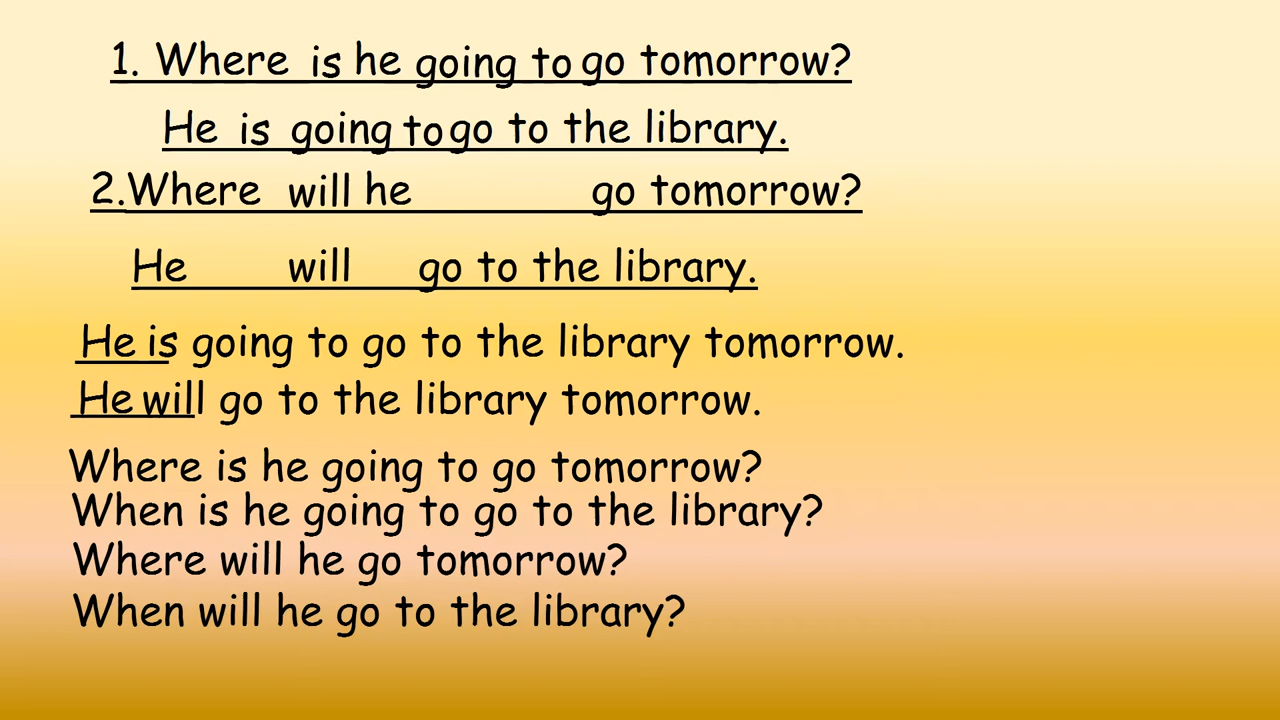 1. Where is he going to go tomorrow?
He is going to go to the library.
2.Where will he go tomorrow?
He will go to the library.
He is going to go to the library tomorrow.
He will go to the library tomorrow.
Where is he going to go tomorrow?
When is he going to go to the library?
Where will he go tomorrow?
When will he go to the library?